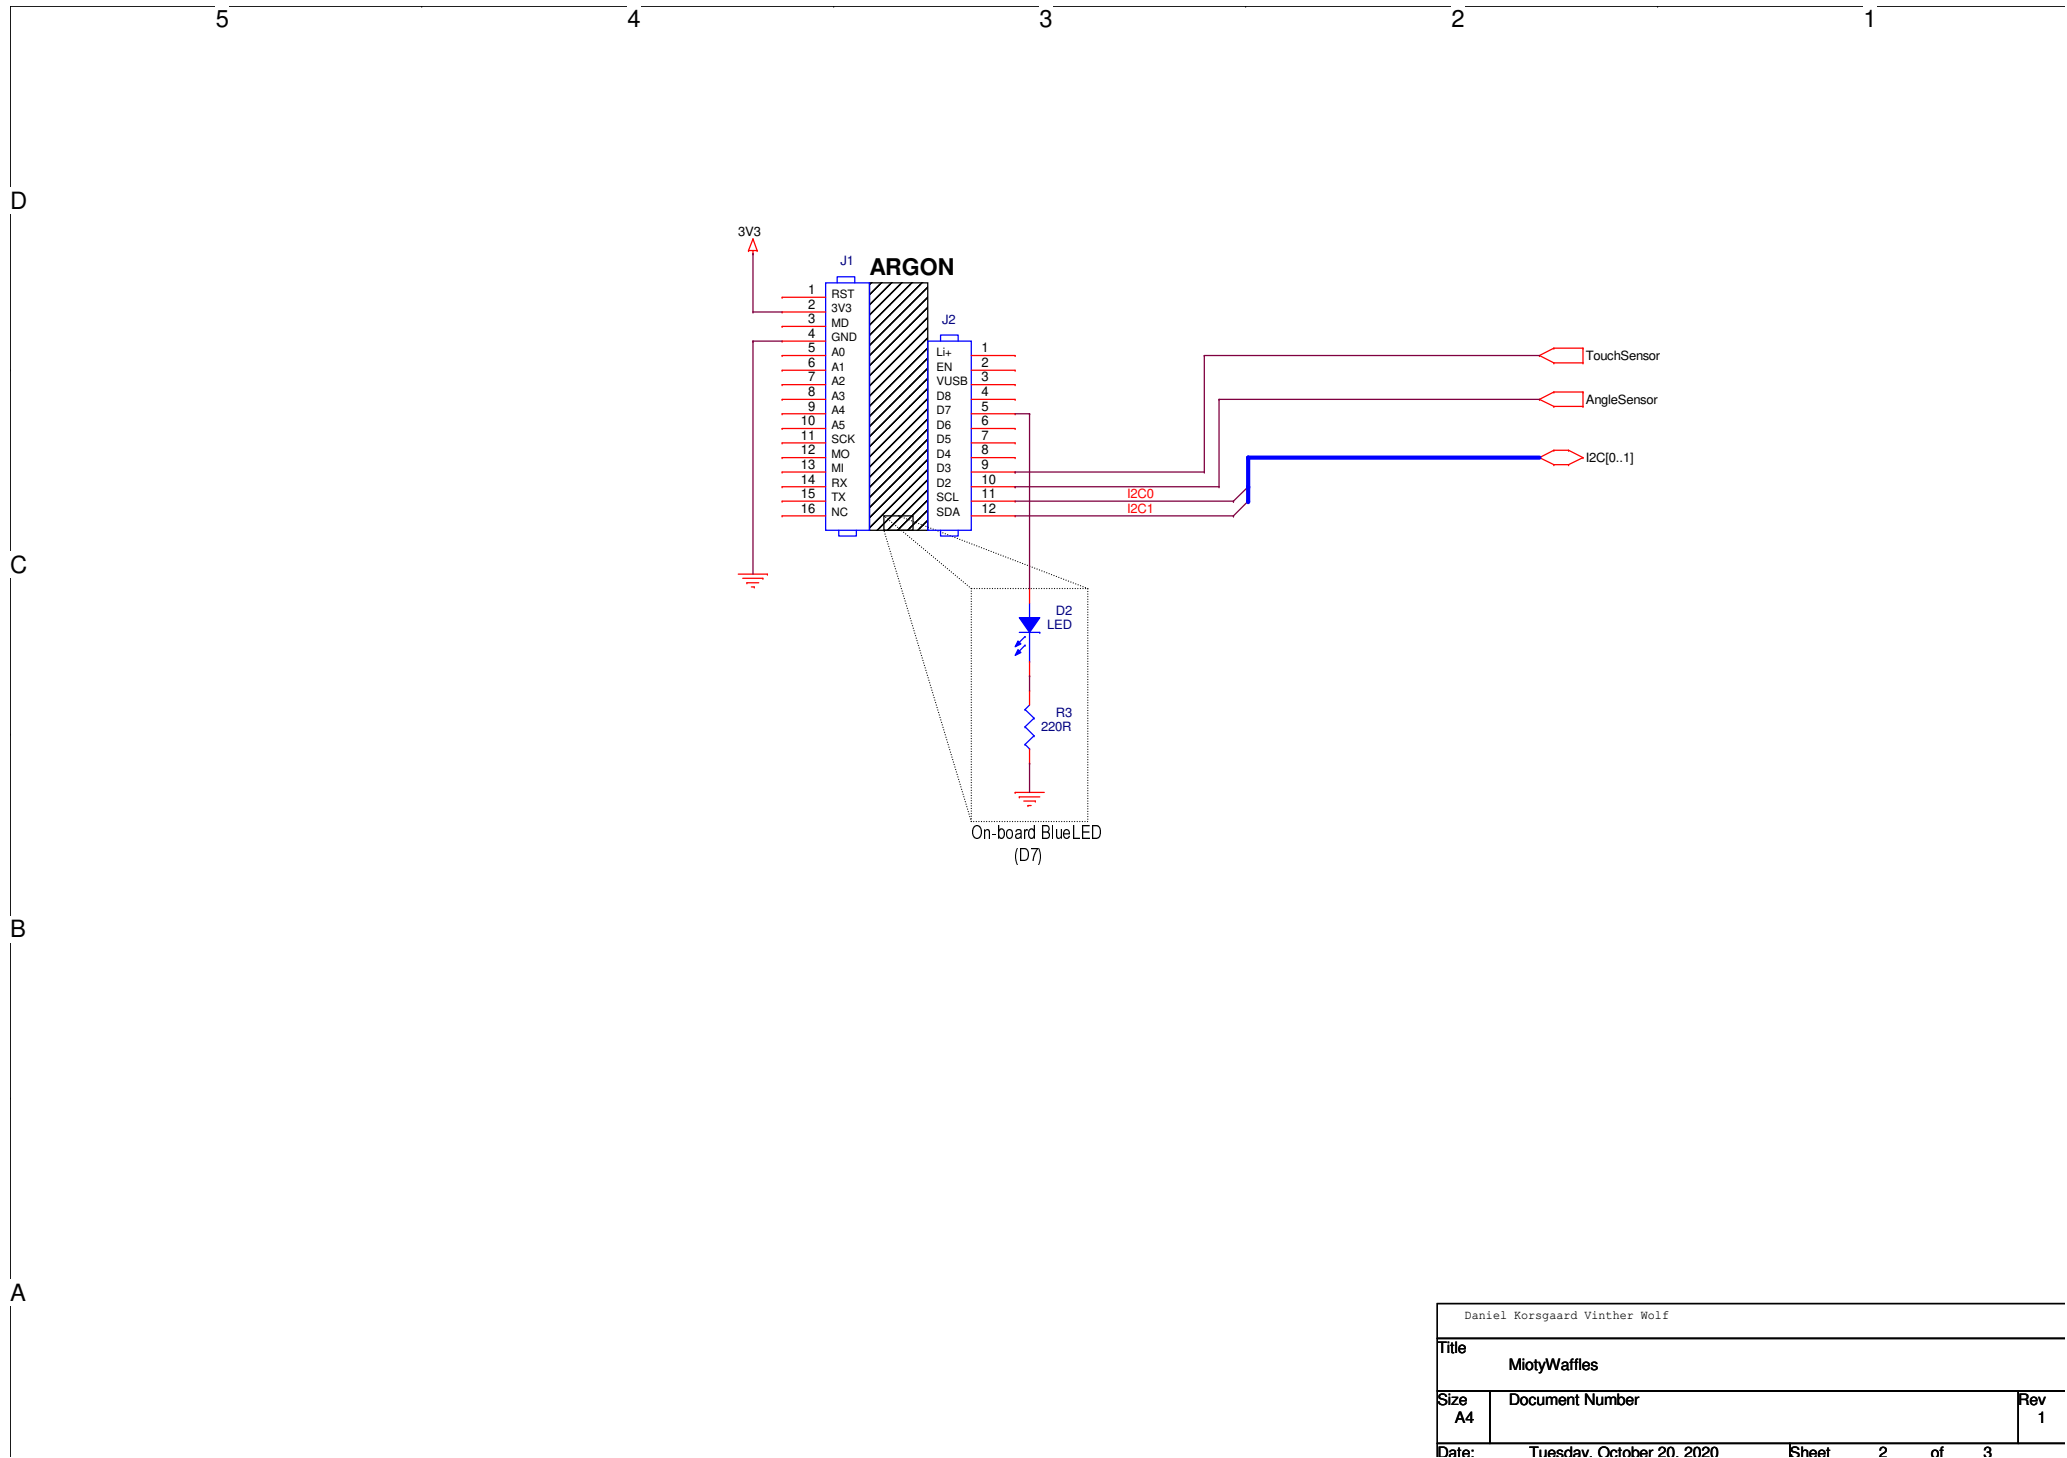 5 4 3 2 1
D
C
B
A
3V3
J1
ARGON
1 RST
2 3V3
3 MD
4 GND
5 A0
6 A1
7 A2
8 A3
9 A4
10 A5
11 SCK
12 MO
13 MI
14 RX
15 TX
16 NC
J2
Li+ 1
EN 2
VUSB 3
D8 4
D7 5
D6 6
D5 7
D4 8
D3 9
D2 10
SCL 11
SDA 12
I2C0
I2C1
TouchSensor
AngleSensor
I2C[0..1]
D2
LED
R3
220R
On-board BlueLED
(D7)
Daniel Korsgaard Vinther Wolf
Title
MiotyWaffles
Size Document Number Rev
A4 1
Date: Tuesday, October 20, 2020 Sheet 2 of 3